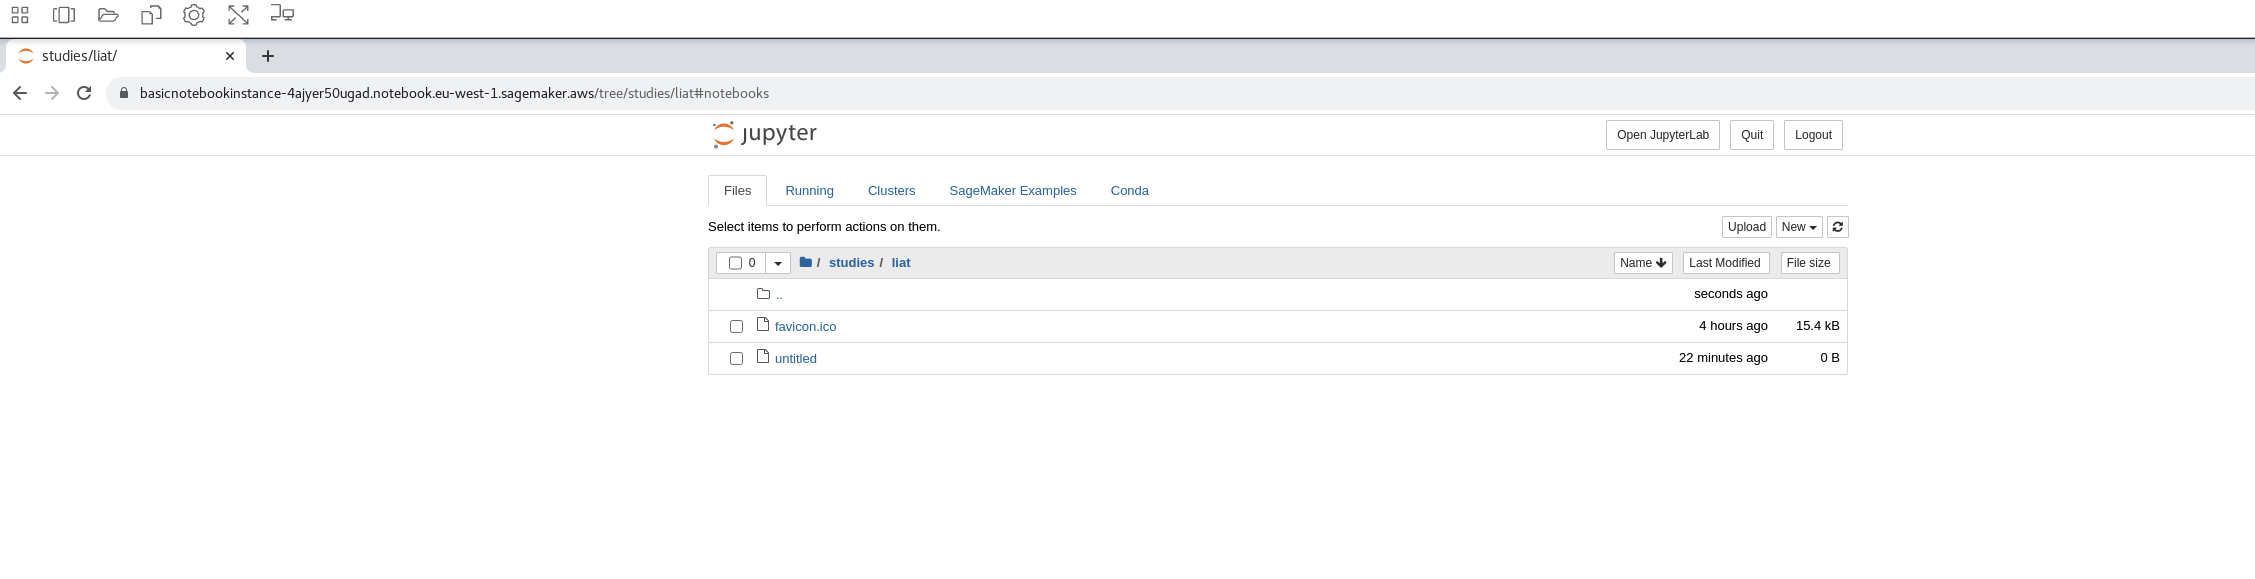 studies/liat/
basicnotebookinstance-4ajyer50ugad.notebook.eu-west-1.sagemaker.aws/tree/studies/liat#notebooks
jupyter Open JupyterLab Quit Logout
Files Running Clusters SageMaker Examples Conda
Select items to perform actions on them. Upload New
0 / studies / liat Name Last Modified File size
.. seconds ago
favicon.ico 4 hours ago 15.4 kB
untitled 22 minutes ago 0 B